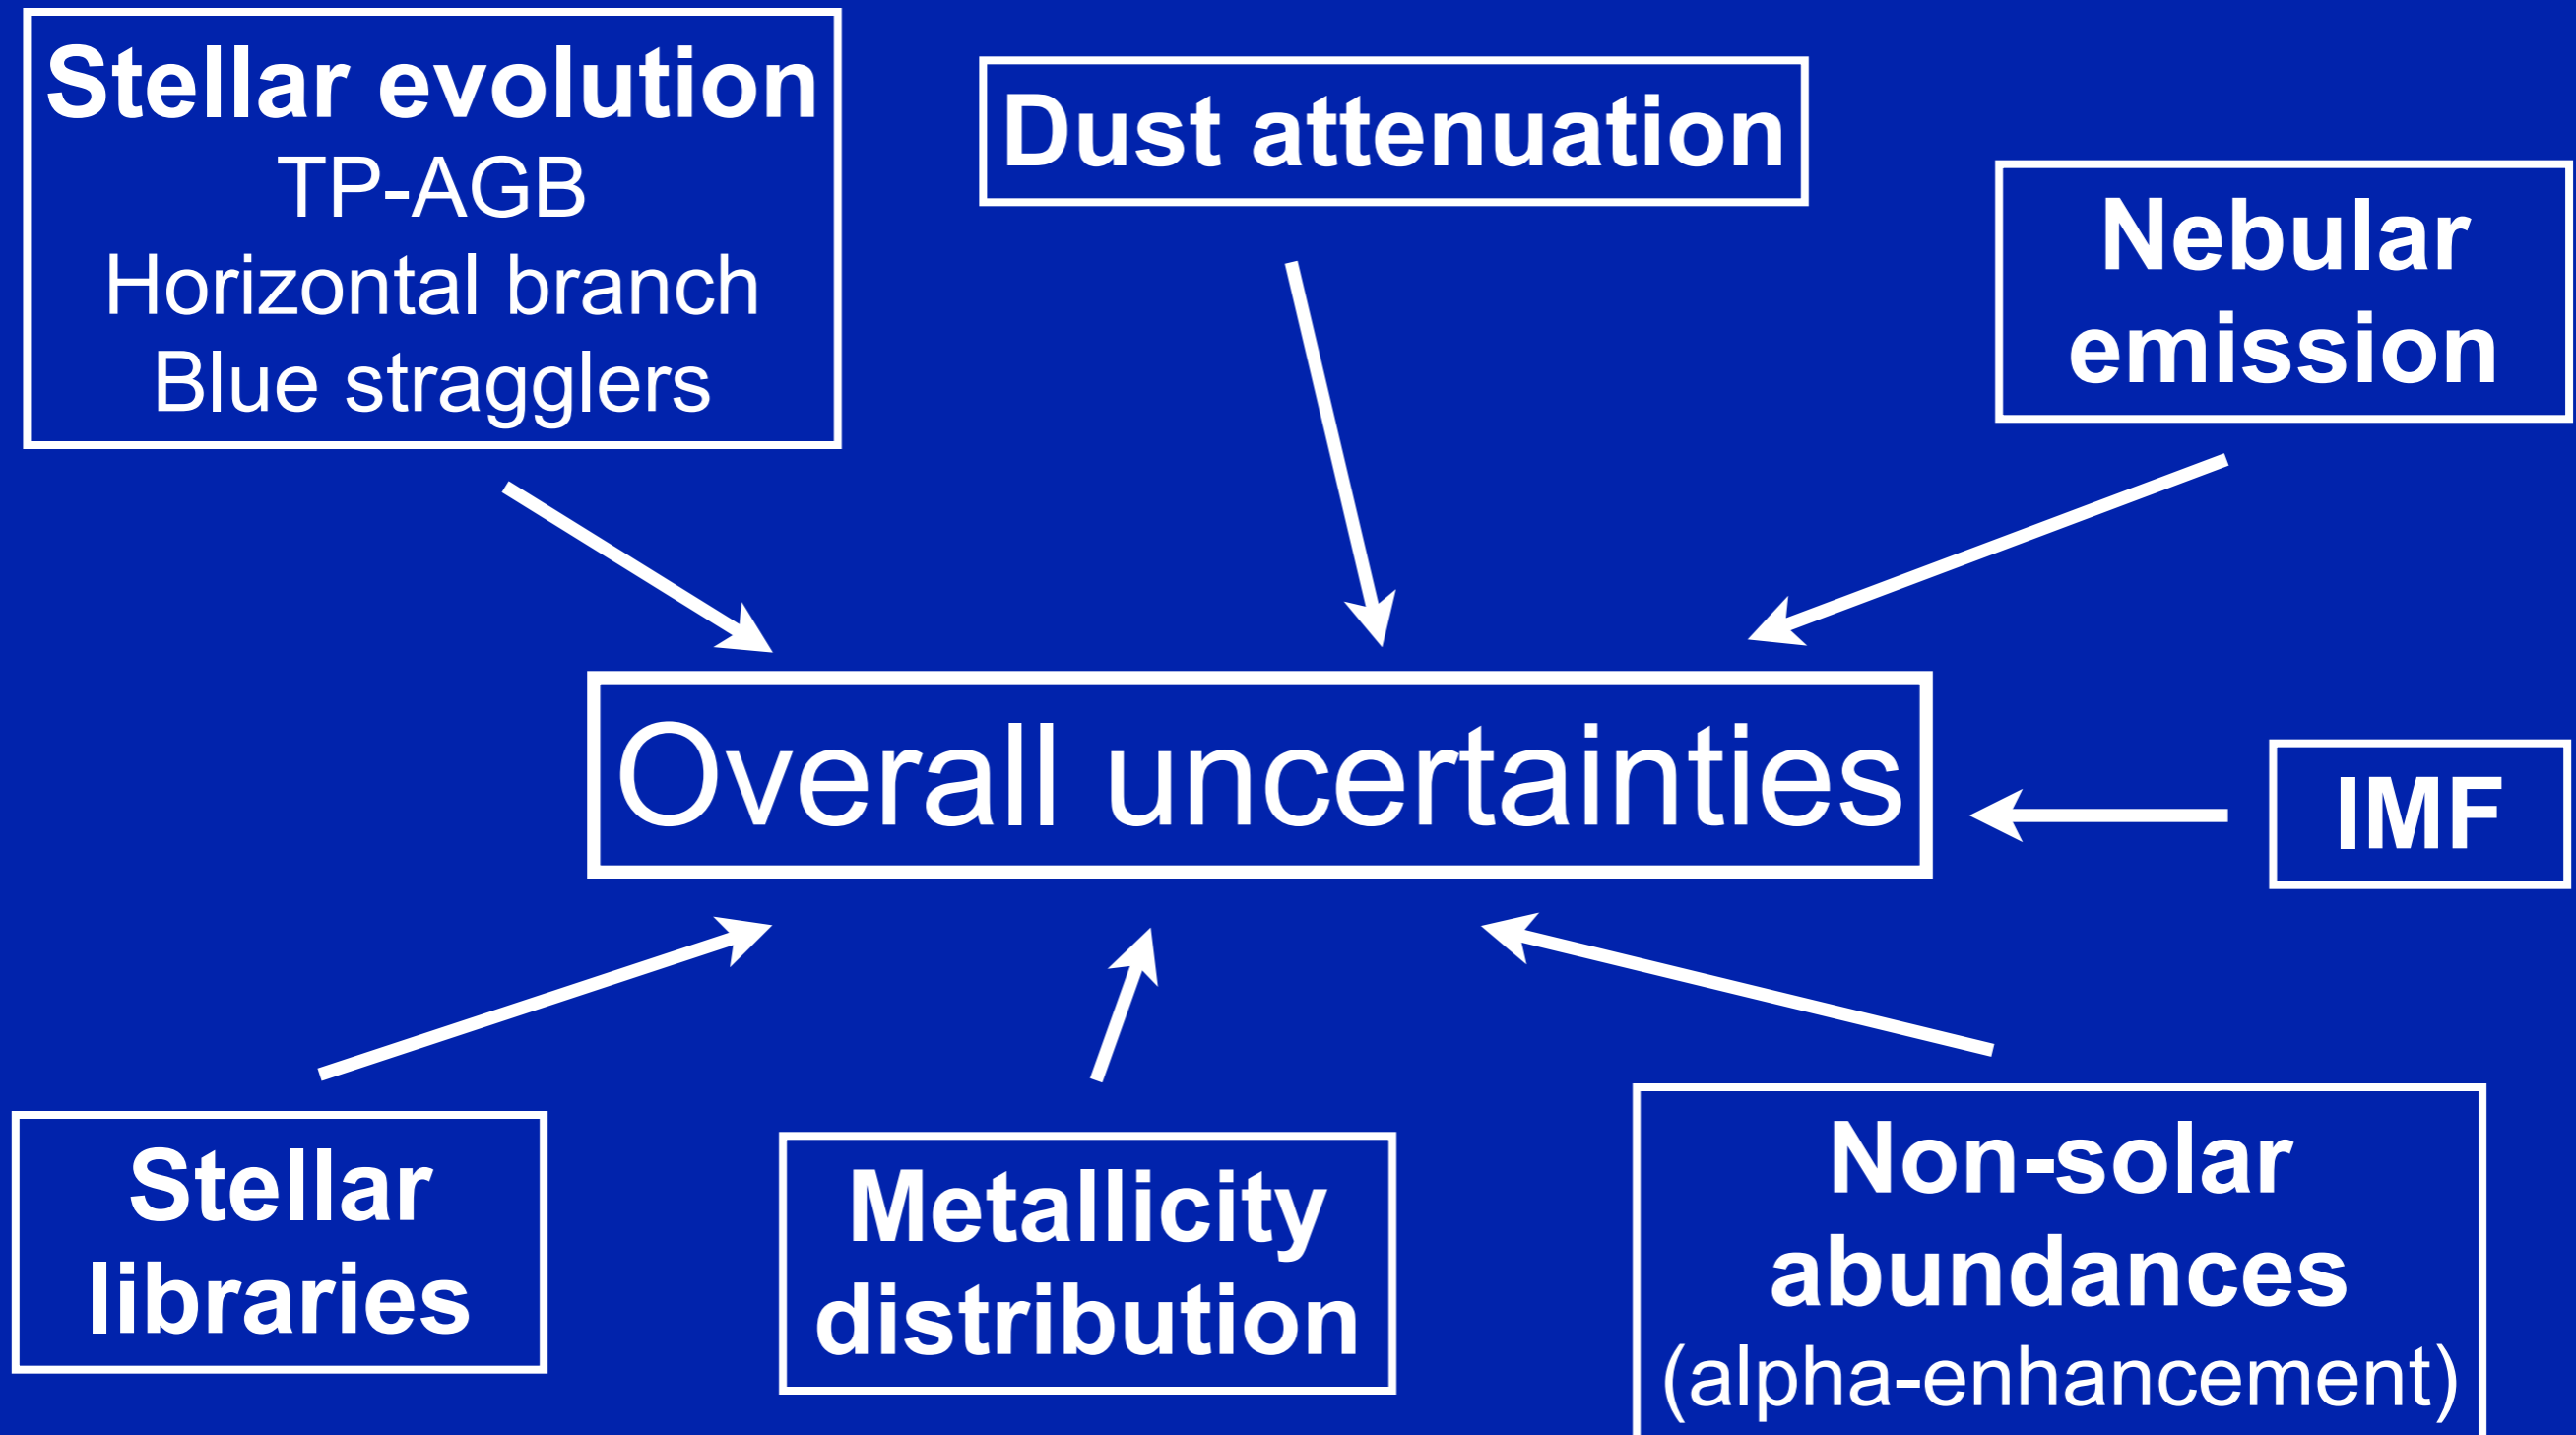 Stellar evolution
TP-AGB
Horizontal branch
Blue stragglers
Dust attenuation
Nebular
emission
Overall uncertainties
IMF
Stellar
libraries
Metallicity
distribution
Non-solar
abundances
(alpha-enhancement)